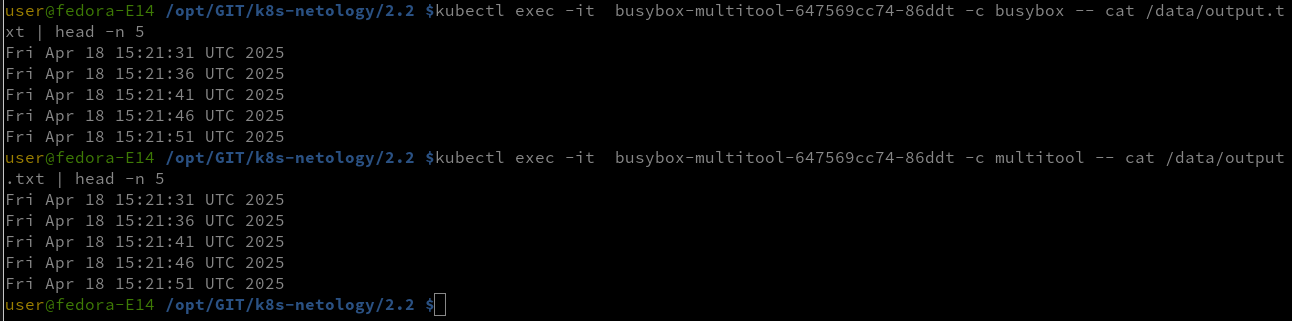 user@fedora-E14 /opt/GIT/k8s-netology/2.2 $kubectl exec -it  busybox-multitool-647569cc74-86ddt -c busybox -- cat /data/output.t
xt | head -n 5
Fri Apr 18 15:21:31 UTC 2025
Fri Apr 18 15:21:36 UTC 2025
Fri Apr 18 15:21:41 UTC 2025
Fri Apr 18 15:21:46 UTC 2025
Fri Apr 18 15:21:51 UTC 2025
user@fedora-E14 /opt/GIT/k8s-netology/2.2 $kubectl exec -it  busybox-multitool-647569cc74-86ddt -c multitool -- cat /data/output
.txt | head -n 5
Fri Apr 18 15:21:31 UTC 2025
Fri Apr 18 15:21:36 UTC 2025
Fri Apr 18 15:21:41 UTC 2025
Fri Apr 18 15:21:46 UTC 2025
Fri Apr 18 15:21:51 UTC 2025
user@fedora-E14 /opt/GIT/k8s-netology/2.2 $